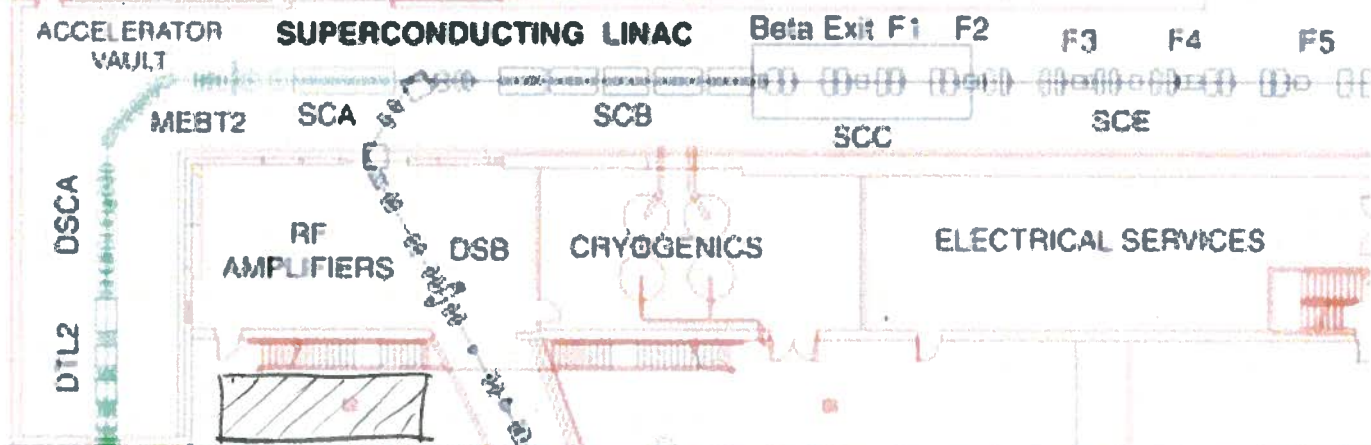 ACCELERATOR
VAULT
SUPERCONDUCTING LINAC
Beta Exit F1 F2 F3 F4 F5
MEBT2
SCA
SCB
SCC
SCE
DSCA
RF
AMPLIFIERS
DSB
CRYOGENICS
ELECTRICAL SERVICES
DTL2